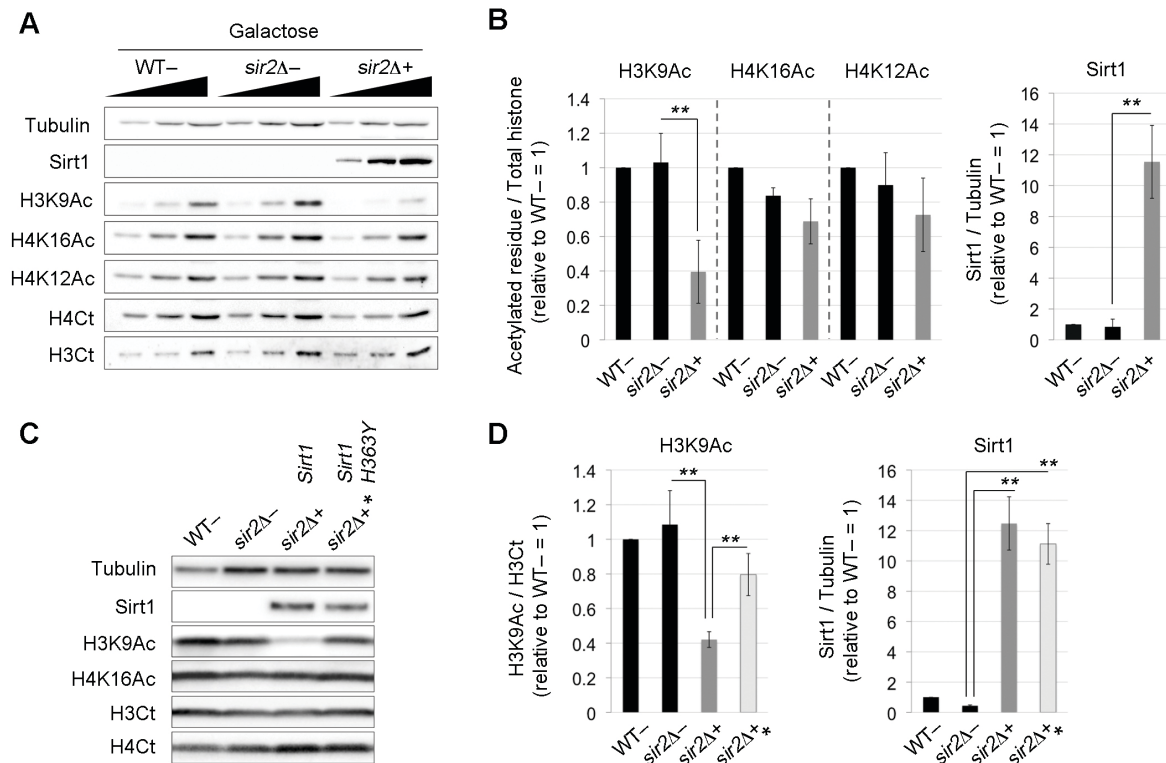 A
Galactose
WT– sir2Δ– sir2Δ+
Tubulin
Sirt1
H3K9Ac
H4K16Ac
H4K12Ac
H4Ct
H3Ct
B
H3K9Ac H4K16Ac H4K12Ac
Acetylated residue / Total histone
(relative to WT– = 1)
1.4
1.2
1
0.8
0.6
0.4
0.2
0
**
WT– sir2Δ– sir2Δ+ WT– sir2Δ– sir2Δ+ WT– sir2Δ– sir2Δ+
Sirt1
Sirt1 / Tubulin
(relative to WT– = 1)
16
14
12
10
8
6
4
2
0
**
WT– sir2Δ– sir2Δ+
C
WT– sir2Δ– sir2Δ+ sir2Δ+*
Sirt1
Sirt1
H363Y
Tubulin
Sirt1
H3K9Ac
H4K16Ac
H3Ct
H4Ct
D
H3K9Ac
H3K9Ac / H3Ct
(relative to WT– = 1)
1.4
1.2
1
0.8
0.6
0.4
0.2
0
**
**
WT– sir2Δ– sir2Δ+ sir2Δ+*
Sirt1
Sirt1 / Tubulin
(relative to WT– = 1)
16
14
12
10
8
6
4
2
0
**
**
WT– sir2Δ– sir2Δ+ sir2Δ+*